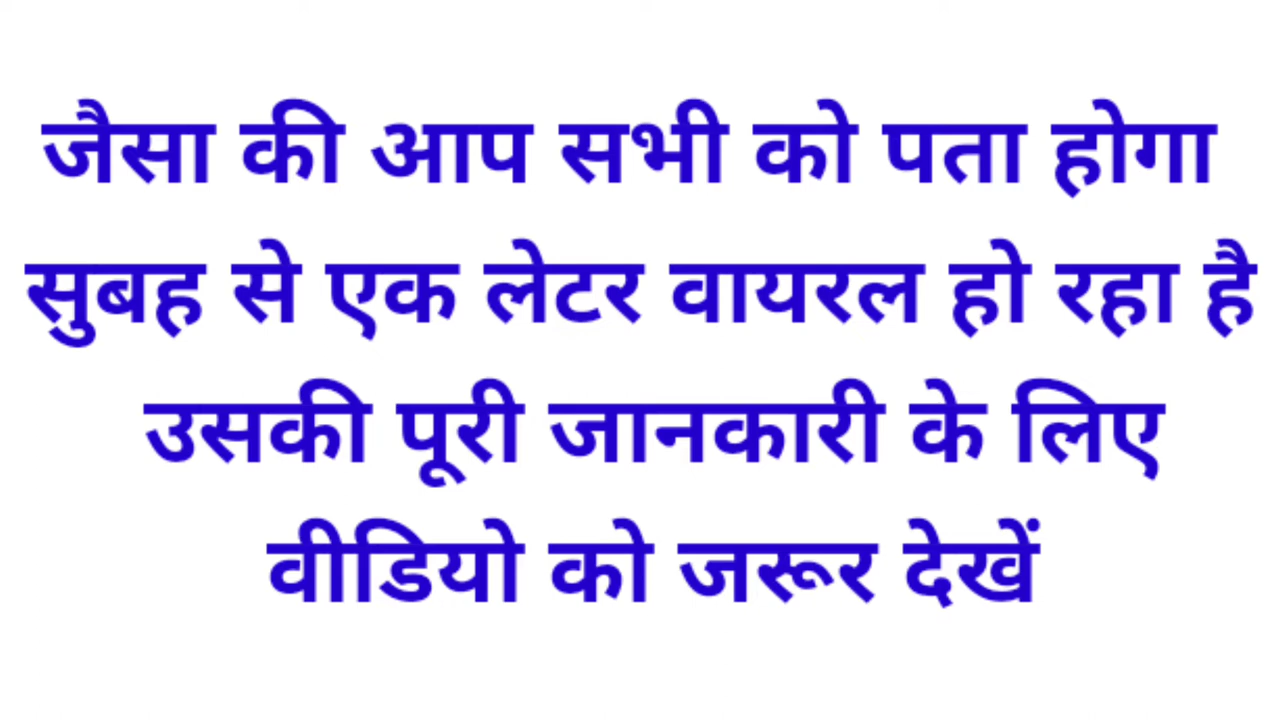 जैसा की आप सभी को पता होगा
सुबह से एक लेटर वायरल हो रहा है
उसकी पूरी जानकारी के लिए
वीडियो को जरूर देखें